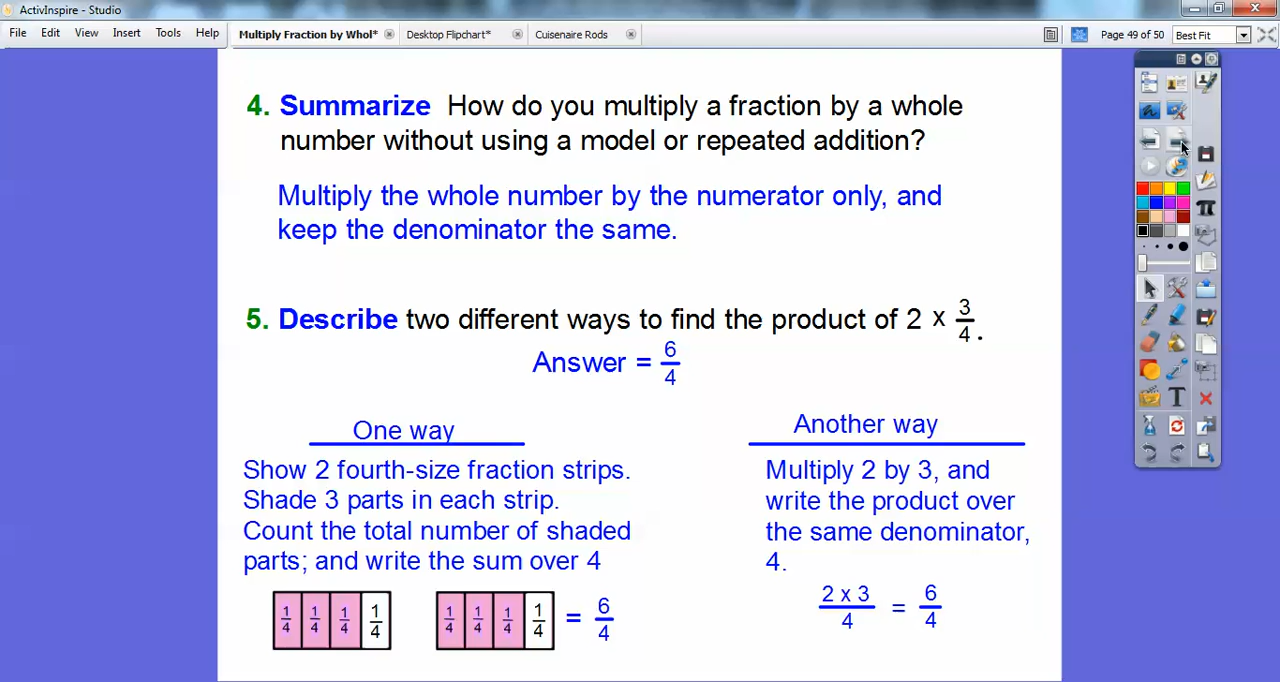 ActivInspire - Studio
File Edit View Insert Tools Help
Multiply Fraction by Whol* Desktop Flipchart* Cuisenaire Rods
Page 49 of 50 Best Fit
4. Summarize How do you multiply a fraction by a whole
number without using a model or repeated addition?
Multiply the whole number by the numerator only, and
keep the denominator the same.
5. Describe two different ways to find the product of 2 x 3/4.
Answer = 6/4
One way
Show 2 fourth-size fraction strips.
Shade 3 parts in each strip.
Count the total number of shaded
parts; and write the sum over 4
1/4 1/4 1/4 1/4 1/4 1/4 1/4 1/4 = 6/4
Another way
Multiply 2 by 3, and
write the product over
the same denominator,
4.
2 x 3/4 = 6/4